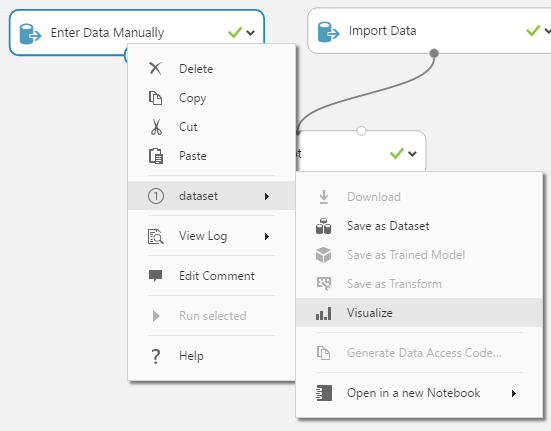 Enter Data Manually
Import Data
Delete
Copy
Cut
Paste
1 dataset
View Log
Edit Comment
Run selected
Help
Download
Save as Dataset
Save as Trained Model
Save as Transform
Visualize
Generate Data Access Code...
Open in a new Notebook